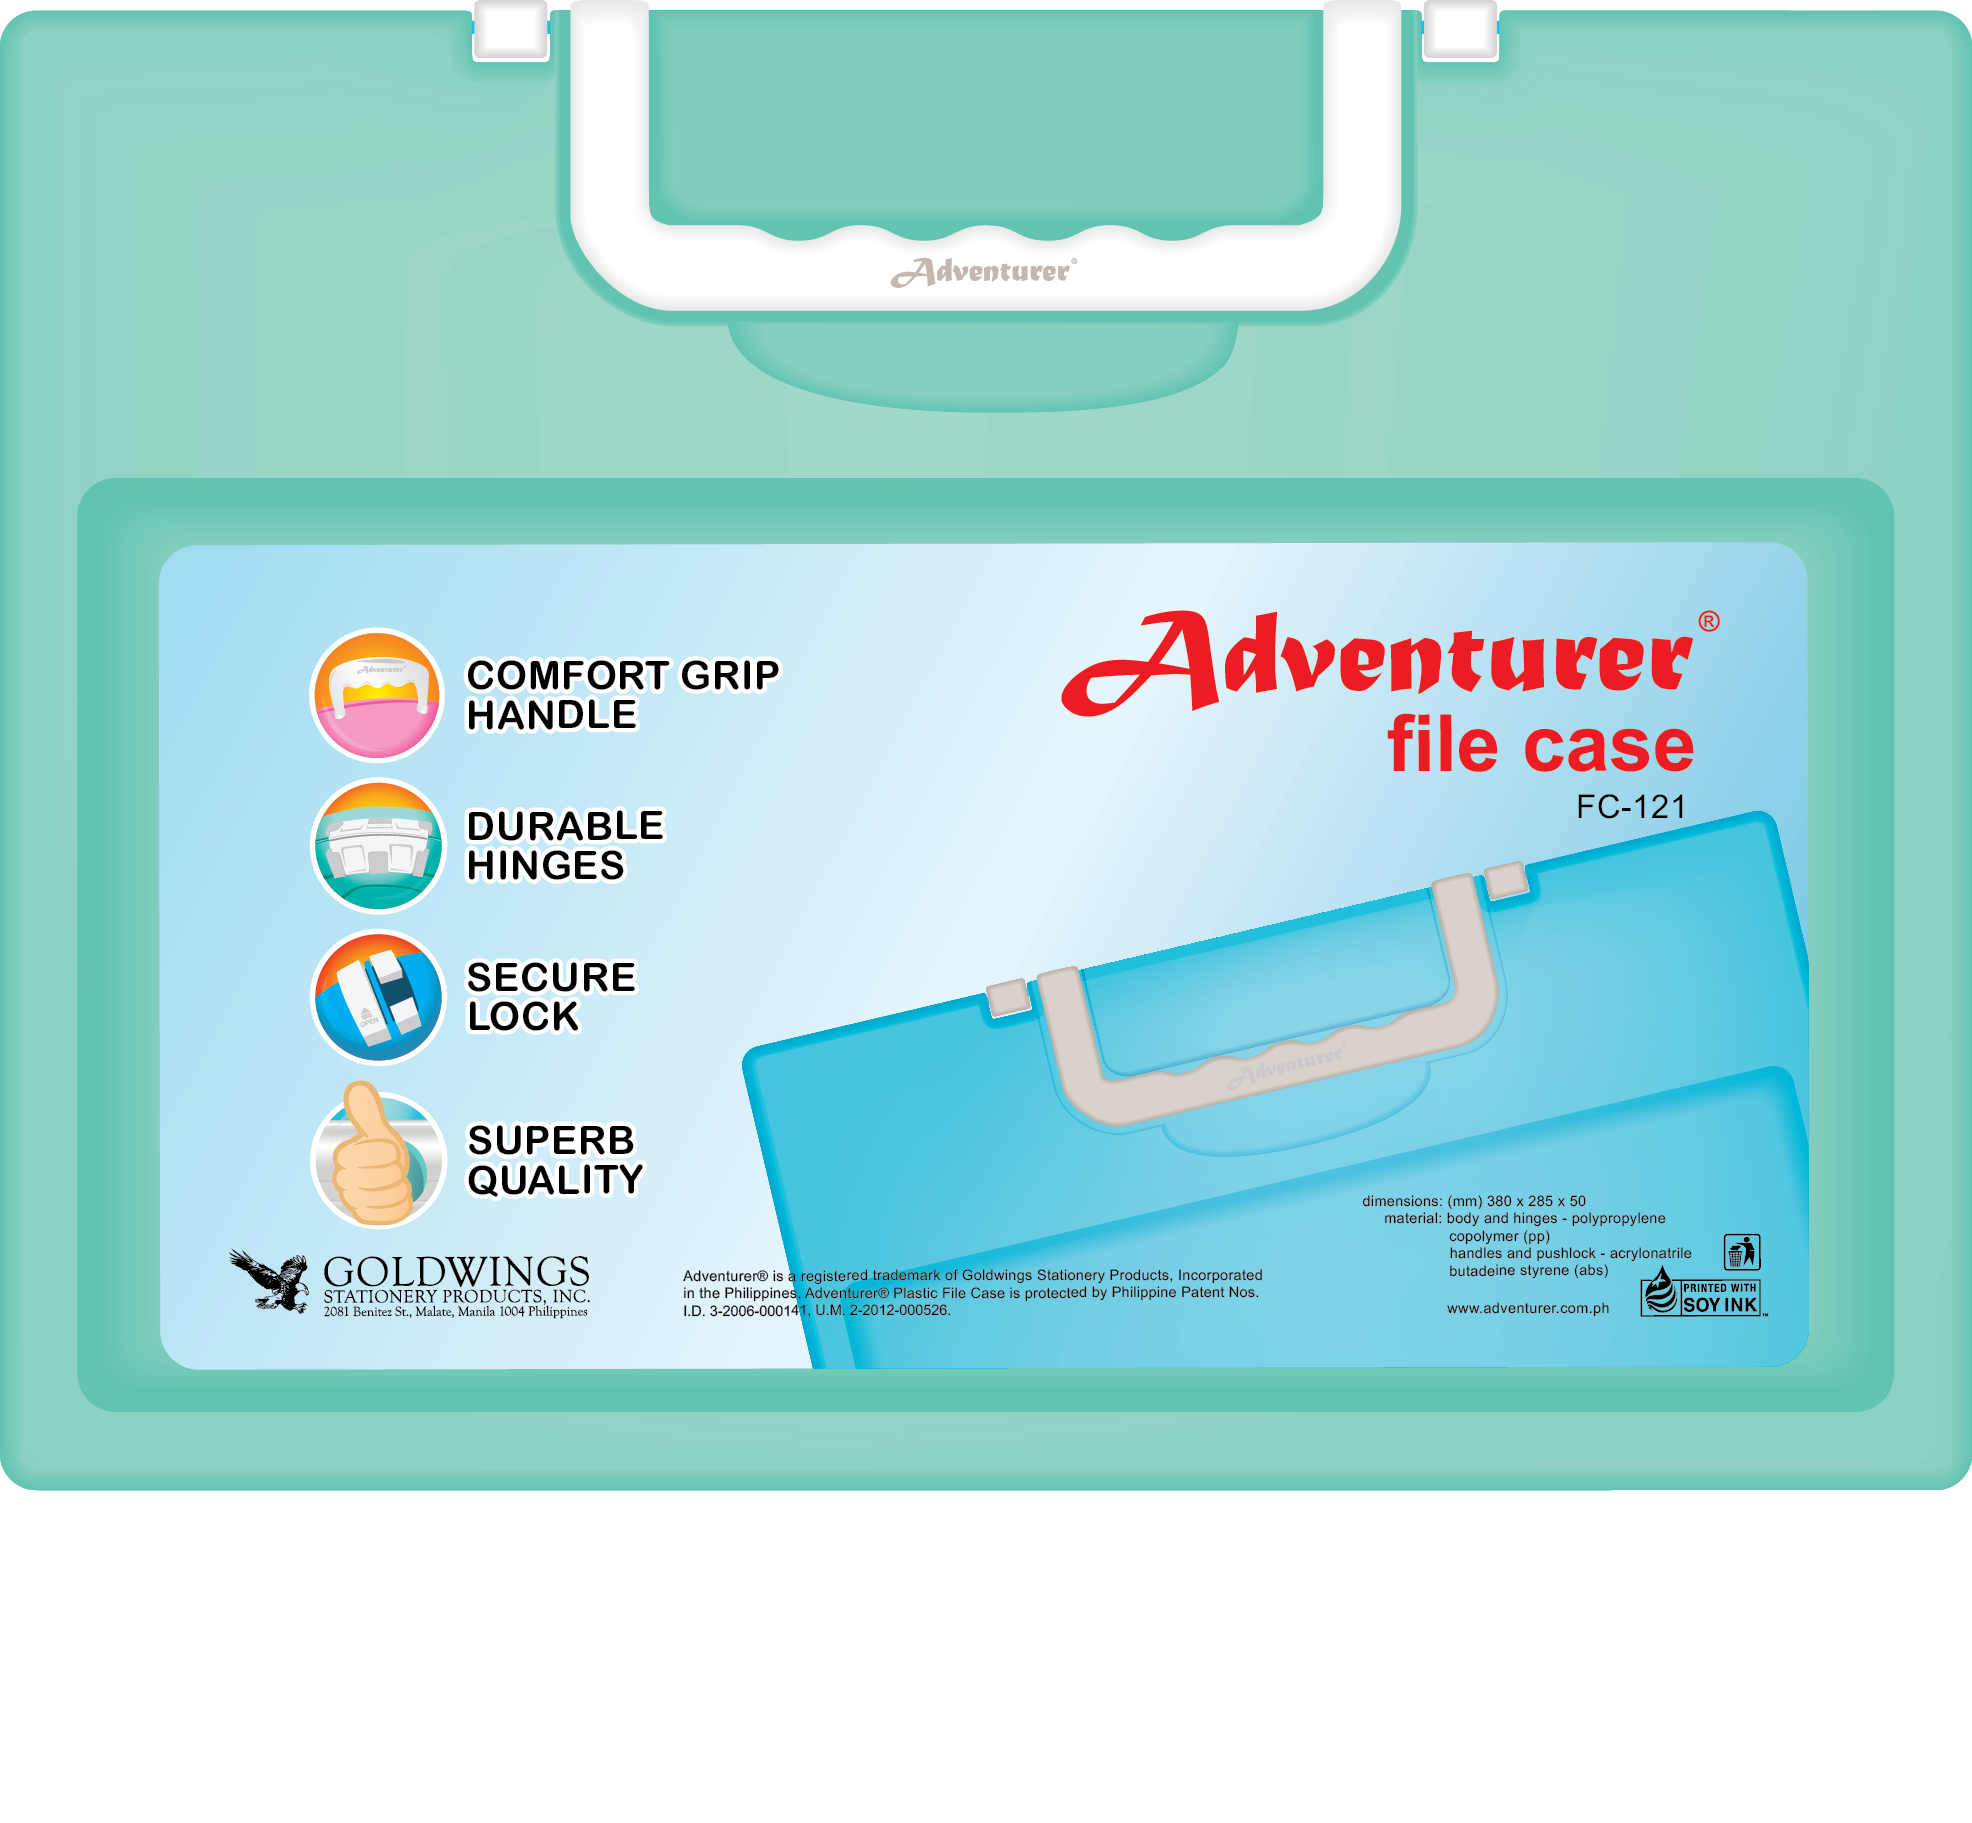 Adventurer®
Adventurer®
COMFORT GRIP
HANDLE
DURABLE
HINGES
OPEN
SECURE
LOCK
SUPERB
QUALITY
Adventurer®
file case
FC-121
Adventurer
GOLDWINGS
STATIONERY PRODUCTS, INC.
2081 Benitez St., Malate, Manila 1004 Philippines
Adventurer® is a registered trademark of Goldwings Stationery Products, Incorporated
in the Philippines. Adventurer® Plastic File Case is protected by Philippine Patent Nos.
I.D. 3-2006-000141, U.M. 2-2012-000526.
dimensions: (mm) 380 x 285 x 50
material: body and hinges - polypropylene
copolymer (pp)
handles and pushlock - acrylonatrile
butadeine styrene (abs)
www.adventurer.com.ph
PRINTED WITH
SOY INK™